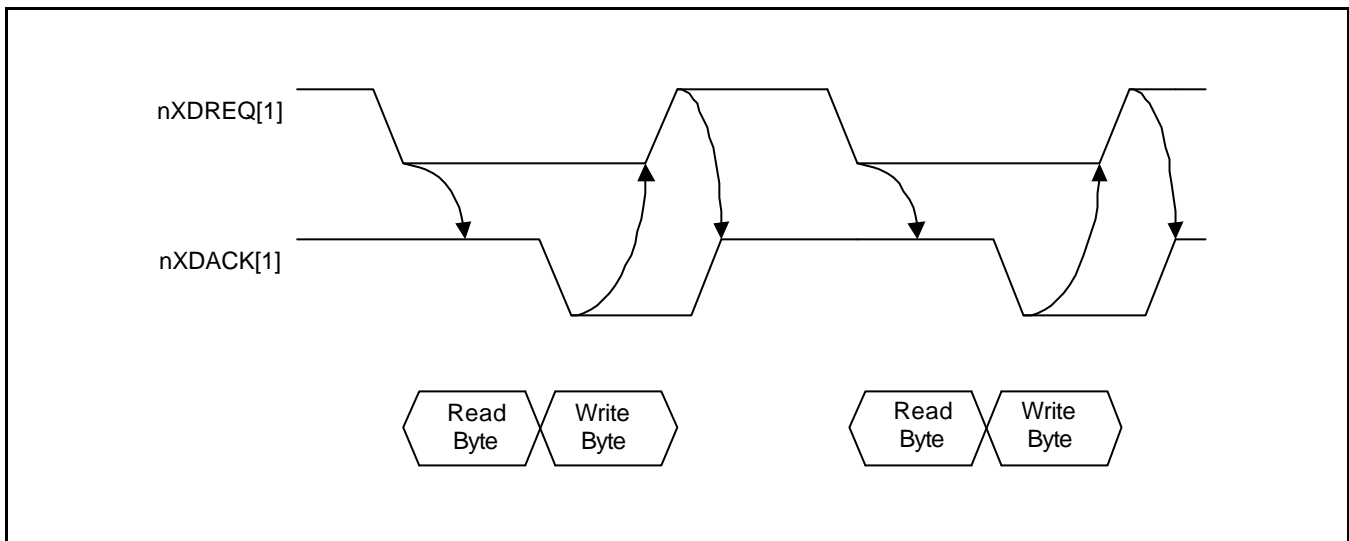 nXDREQ[1]
nXDACK[1]
Read
Byte
Write
Byte
Read
Byte
Write
Byte